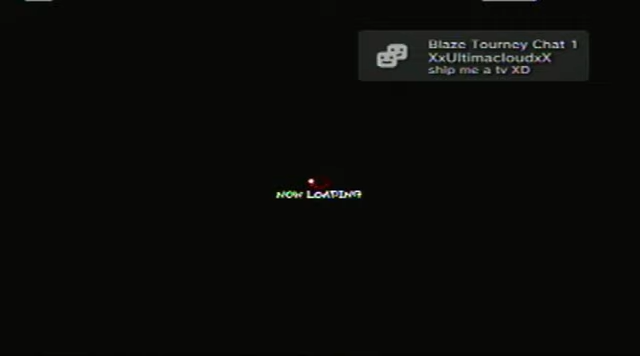 Blaze Tourney Chat 1
XxUltimacloudxX
ship me a tv XD
NOW LOADING